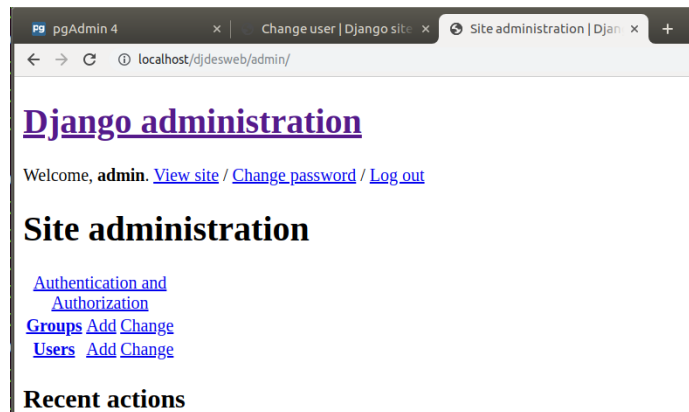 pgAdmin 4 × Change user | Django site × Site administration | Djan × +
localhost/djdesweb/admin/
Django administration
Welcome, admin. View site / Change password / Log out
Site administration
Authentication and
Authorization
Groups Add Change
Users Add Change
Recent actions